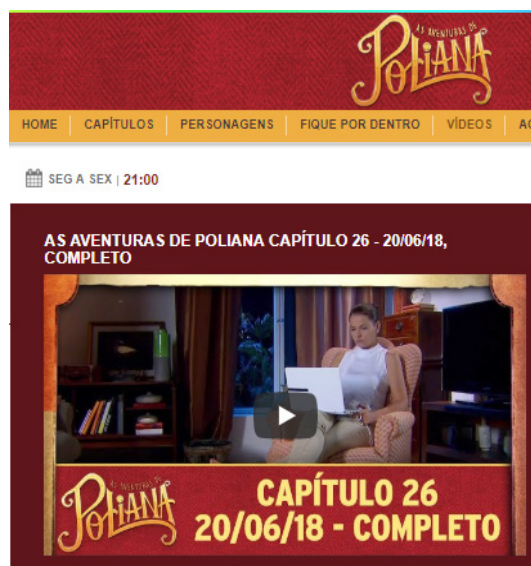 AS AVENTURAS DE
POLIANA
HOME CAPÍTULOS PERSONAGENS FIQUE POR DENTRO VÍDEOS
SEG A SEX | 21:00
AS AVENTURAS DE POLIANA CAPÍTULO 26 - 20/06/18,
COMPLETO
AS AVENTURAS DE
POLIANA
CAPÍTULO 26
20/06/18 - COMPLETO